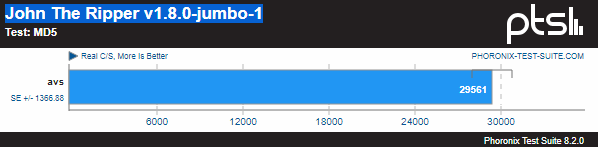 John The Ripper v1.8.0-jumbo-1
Test: MD5
ptsl
Real C/S, More Is Better
PHORONIX-TEST-SUITE.COM
avs
SE +/- 1366.88
29561
6000 12000 18000 24000 30000
Phoronix Test Suite 8.2.0